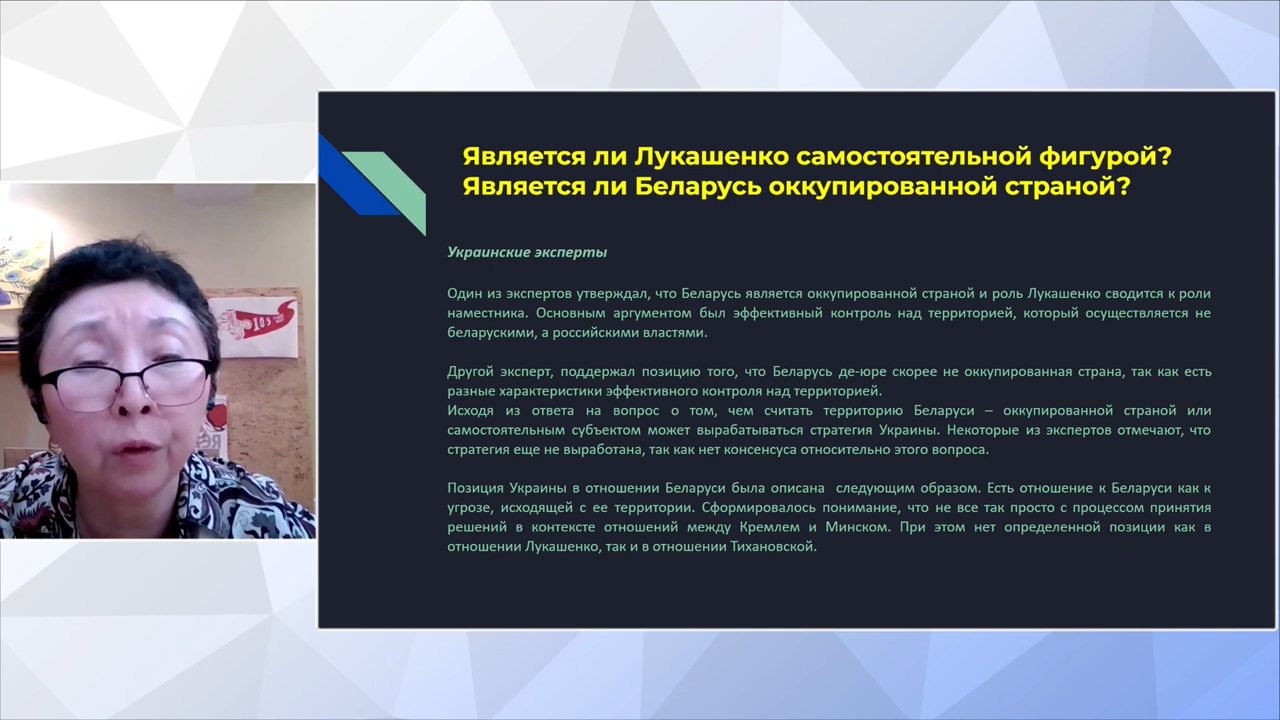 Является ли Лукашенко самостоятельной фигурой?
Является ли Беларусь оккупированной страной?
Украинские эксперты
Один из экспертов утверждал, что Беларусь является оккупированной страной и роль Лукашенко сводится к роли
наместника. Основным аргументом был эффективный контроль над территорией, который осуществляется не
беларускими, а российскими властями.
Другой эксперт, поддержал позицию того, что Беларусь де-юре скорее не оккупированная страна, так как есть
разные характеристики эффективного контроля над территорией.
Исходя из ответа на вопрос о том, чем считать территорию Беларуси – оккупированной страной или
самостоятельным субъектом может вырабатываться стратегия Украины. Некоторые из экспертов отмечают, что
стратегия еще не выработана, так как нет консенсуса относительно этого вопроса.
Позиция Украины в отношении Беларуси была описана следующим образом. Есть отношение к Беларуси как к
угрозе, исходящей с ее территории. Сформировалось понимание, что не все так просто с процессом принятия
решений в контексте отношений между Кремлем и Минском. При этом нет определенной позиции как в
отношении Лукашенко, так и в отношении Тихановской.